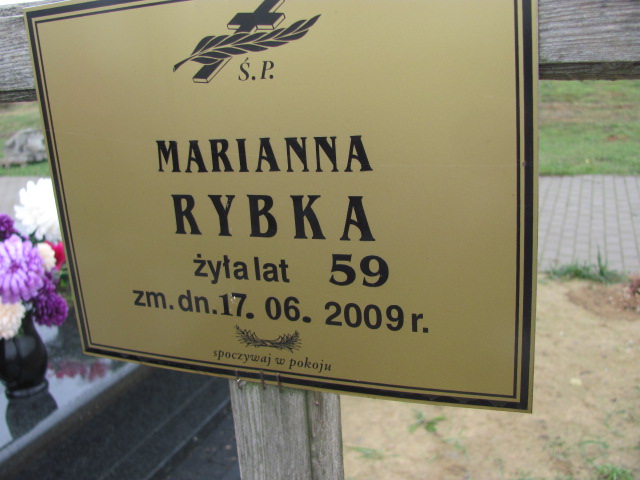 Ś.P.
MARIANNA
RYBKA
żyła lat 59
zm. dn. 17. 06. 2009 r.
spoczywaj w pokoju